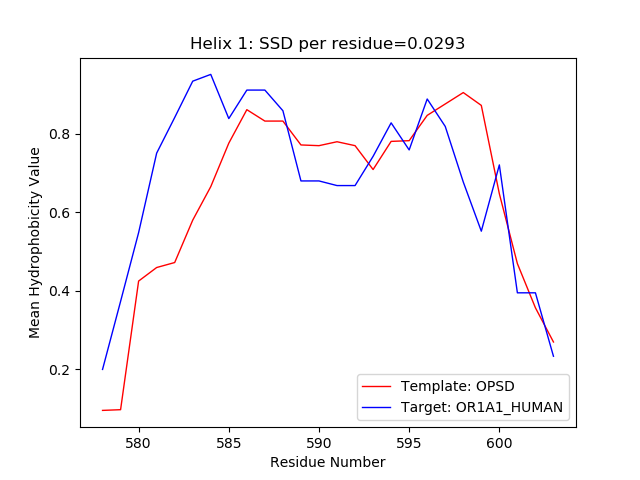 Helix 1: SSD per residue=0.0293
Mean Hydrophobicity Value
0.8
0.6
0.4
0.2
580
585
590
595
600
Residue Number
Template: OPSD
Target: OR1A1_HUMAN